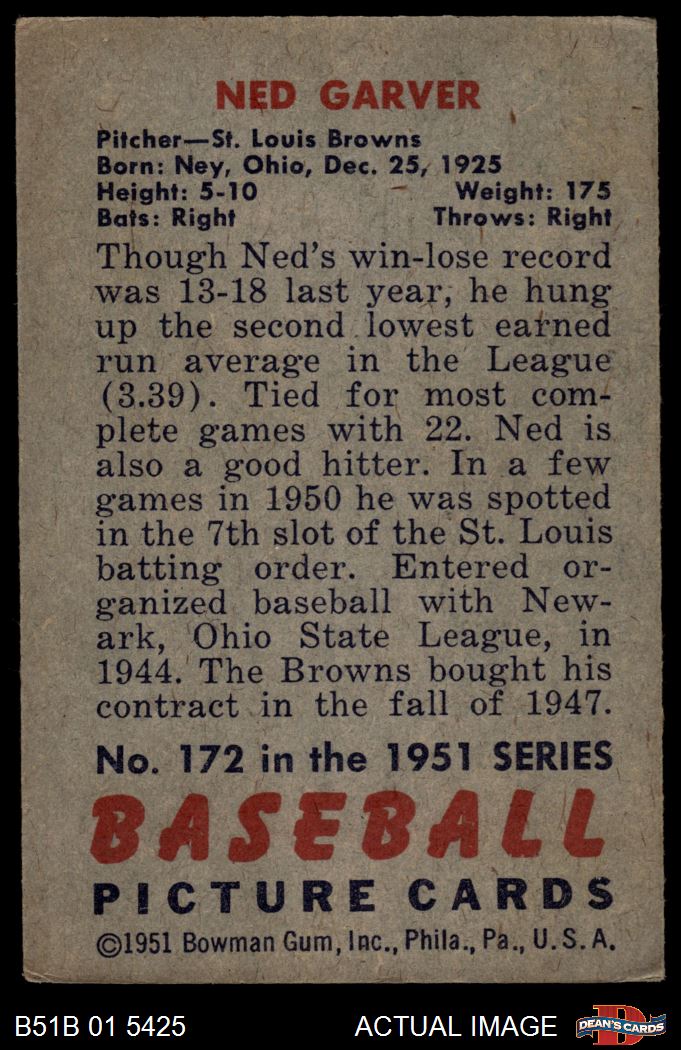 NED GARVER
Pitcher—St. Louis Browns
Born: Ney, Ohio, Dec. 25, 1925
Height: 5-10 Weight: 175
Bats: Right Throws: Right
Though Ned's win-lose record
was 13-18 last year, he hung
up the second lowest earned
run average in the League
(3.39). Tied for most com-
plete games with 22. Ned is
also a good hitter. In a few
games in 1950 he was spotted
in the 7th slot of the St. Louis
batting order. Entered or-
ganized baseball with New-
ark, Ohio State League, in
1944. The Browns bought his
contract in the fall of 1947.
No. 172 in the 1951 SERIES
BASEBALL
PICTURE CARDS
©1951 Bowman Gum, Inc., Phila., Pa., U.S.A.
B51B 01 5425 ACTUAL IMAGE
D
DEAN'S CARDS